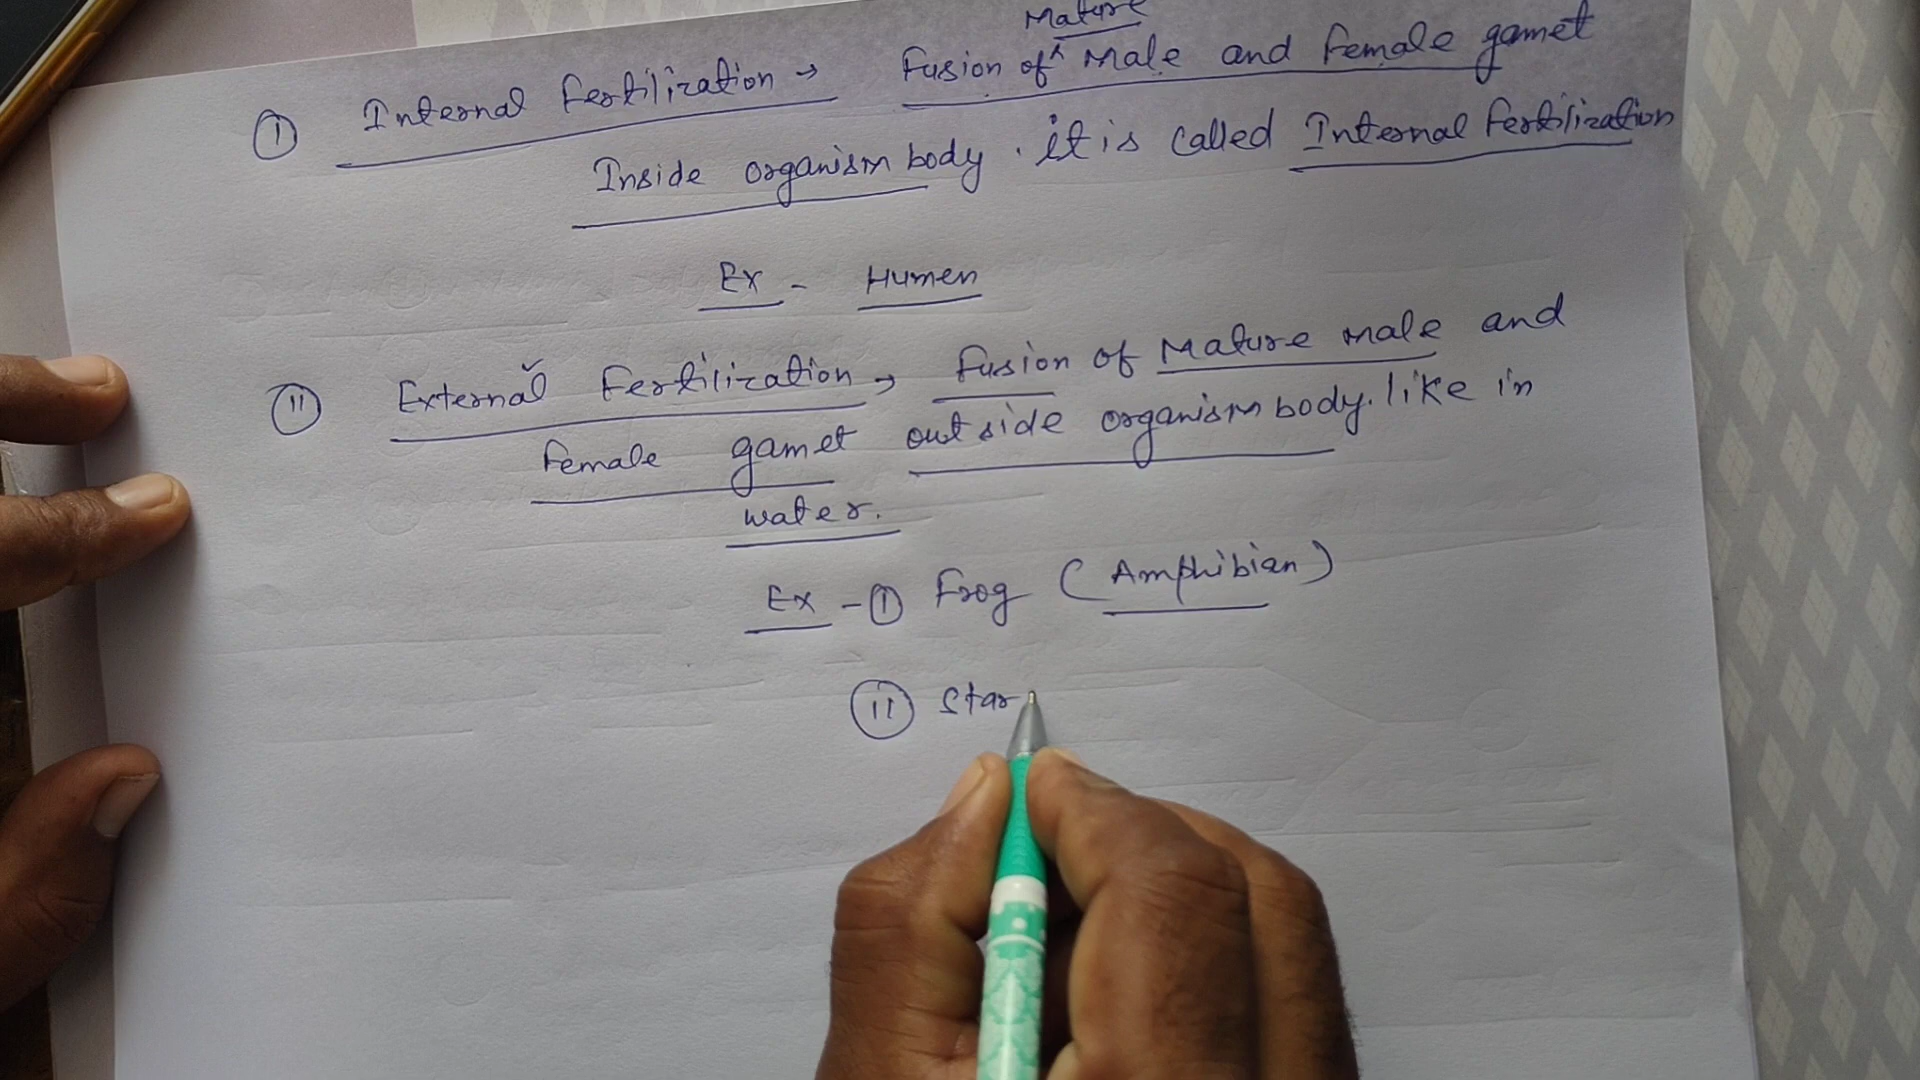 Mature
(I) Internal Fertilization → Fusion of ^ Male and Female gamet
Inside organism body. it is called Internal Fertilization
Ex - Humen
(II) External Fertilization → Fusion of Mature male and
Female gamet outside organism body. like in
water.
Ex - (I) Frog (Amphibian)
(ii) Star